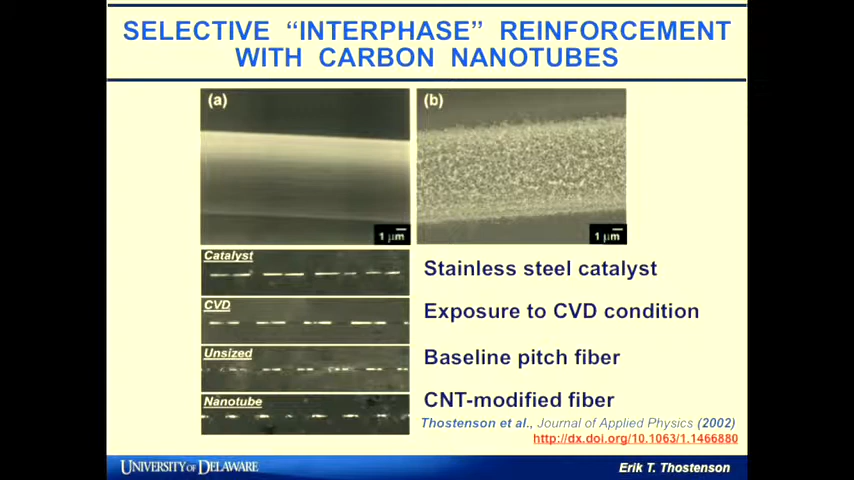 SELECTIVE “INTERPHASE” REINFORCEMENT
WITH CARBON NANOTUBES
(a)
(b)
1 μm
1 μm
Catalyst
Stainless steel catalyst
CVD
Exposure to CVD condition
Unsized
Baseline pitch fiber
Nanotube
CNT-modified fiber
Thostenson et al., Journal of Applied Physics (2002)
http://dx.doi.org/10.1063/1.1466880
UNIVERSITY OF DELAWARE
Erik T. Thostenson